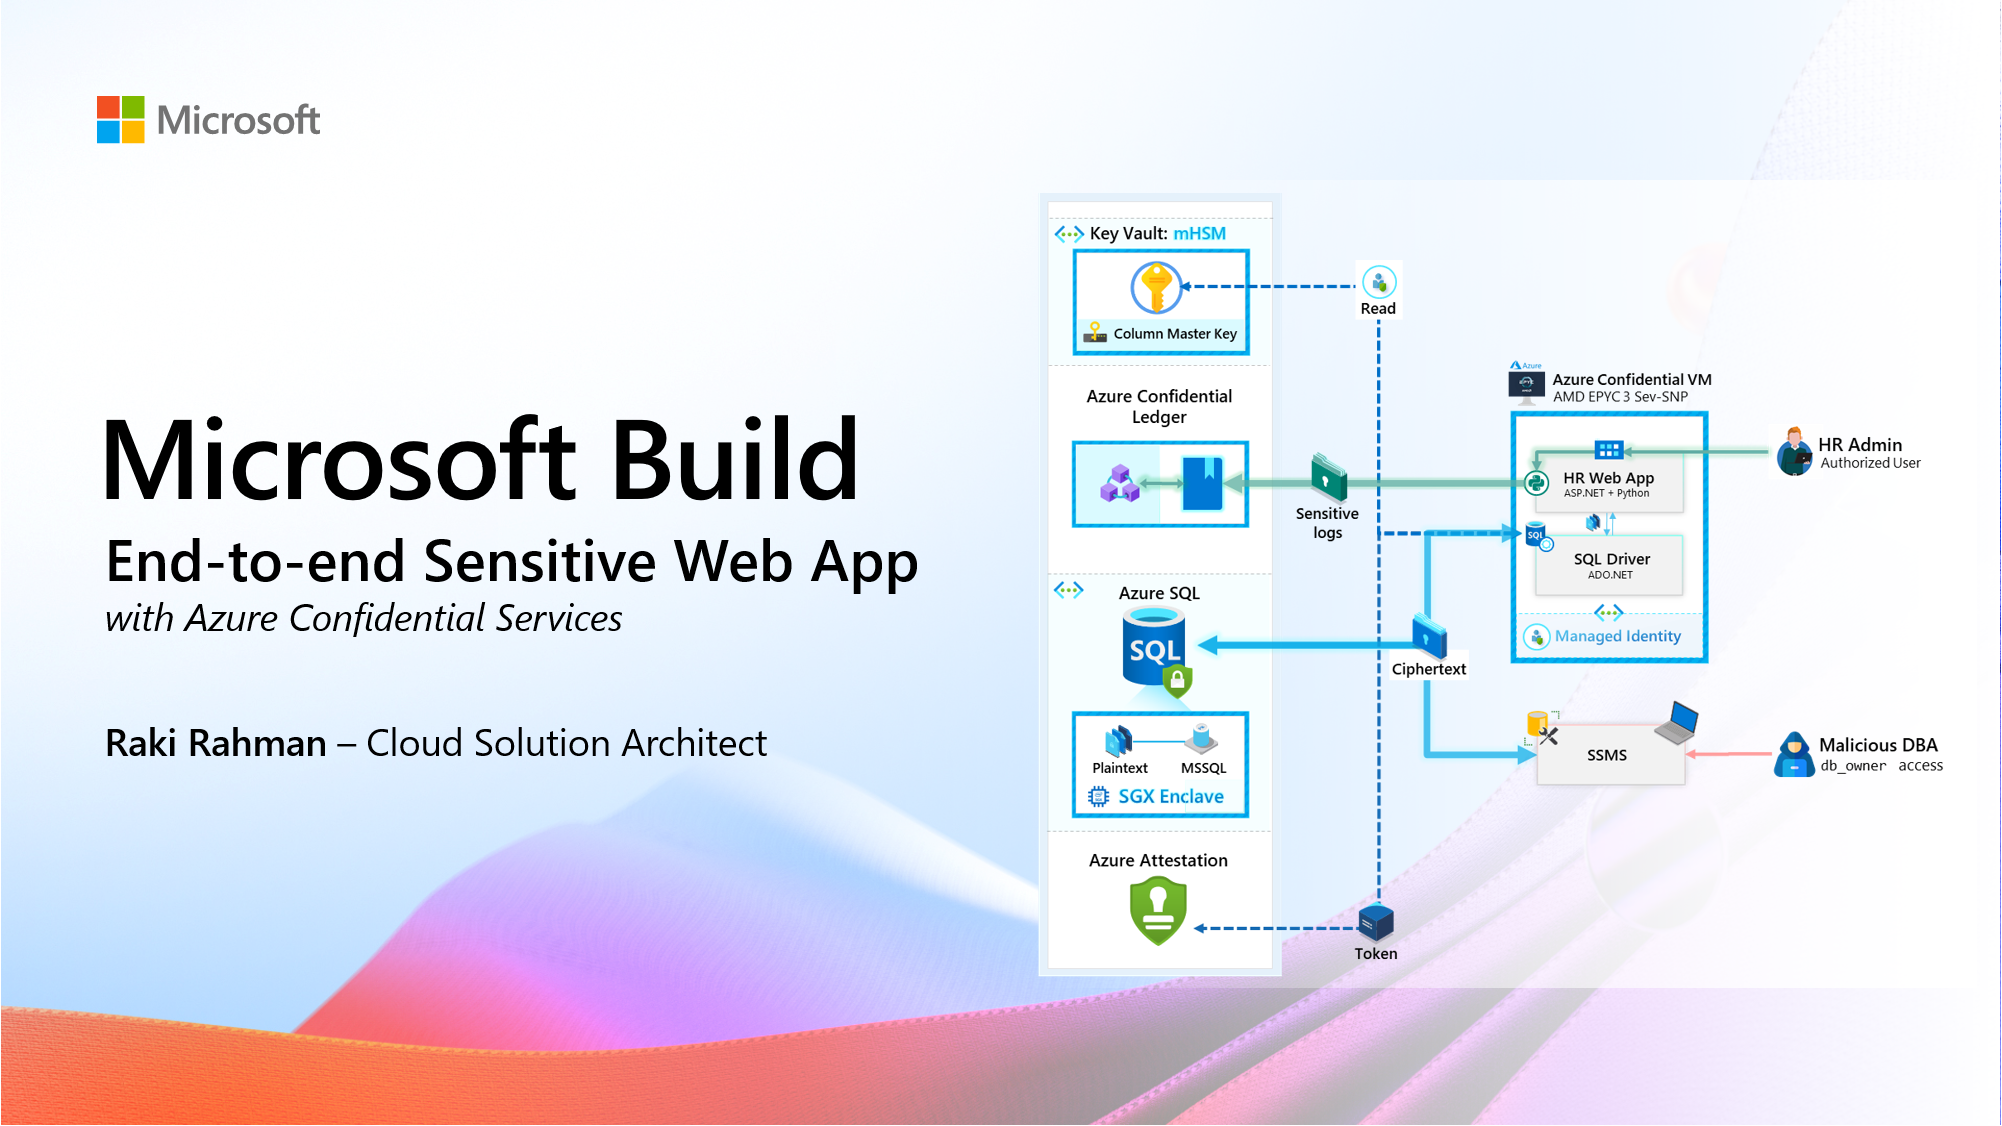 Microsoft
Microsoft Build
End-to-end Sensitive Web App
with Azure Confidential Services
Raki Rahman – Cloud Solution Architect
Key Vault: mHSM
Column Master Key
Read
Azure Confidential
Ledger
Sensitive
logs
Azure SQL
SQL
Ciphertext
Plaintext
MSSQL
SGX Enclave
Azure Attestation
Token
Azure
Azure Confidential VM
AMD EPYC 3 Sev-SNP
HR Admin
Authorized User
HR Web App
ASP.NET + Python
SQL
SQL Driver
ADO.NET
Managed Identity
SSMS
Malicious DBA
db_owner access